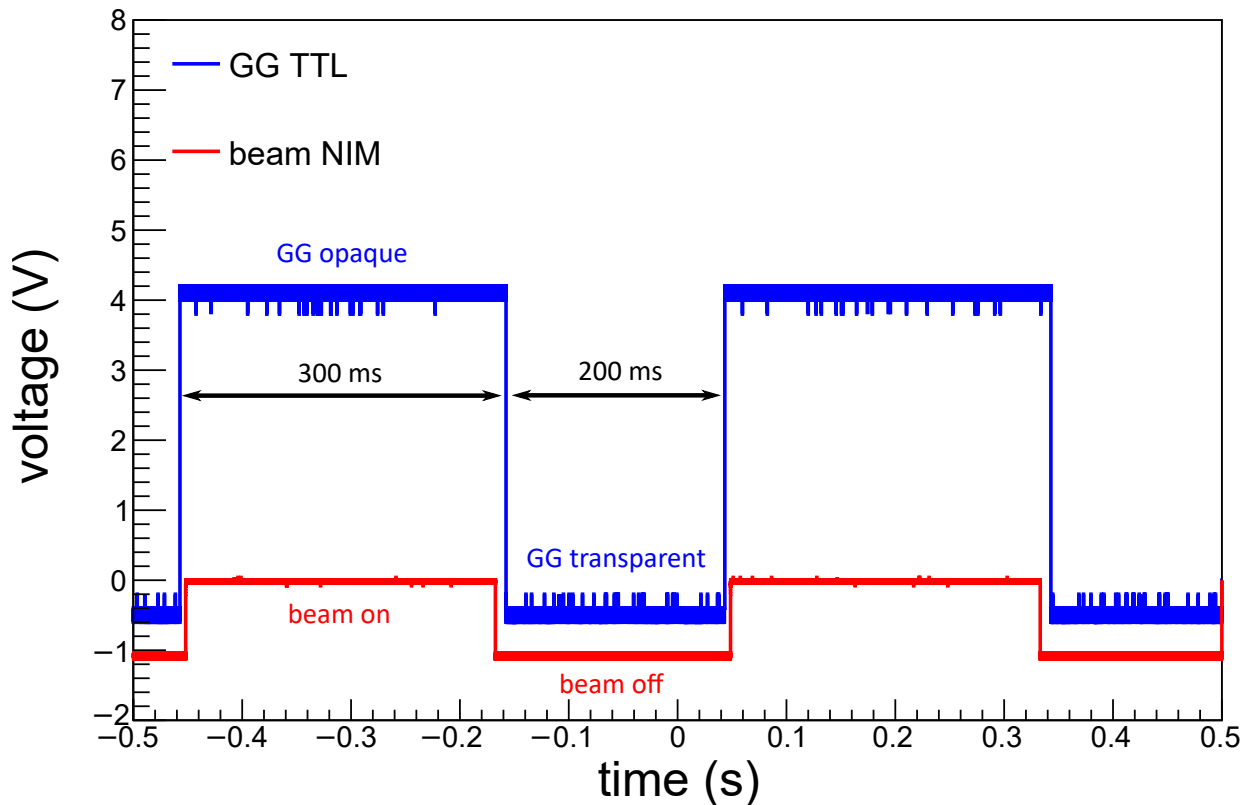 8
7
6
5
4
3
2
1
0
−1
−2
voltage (V)
GG TTL
beam NIM
GG opaque
300 ms
200 ms
GG transparent
beam on
beam off
−0.5 −0.4 −0.3 −0.2 −0.1 0 0.1 0.2 0.3 0.4 0.5
time (s)